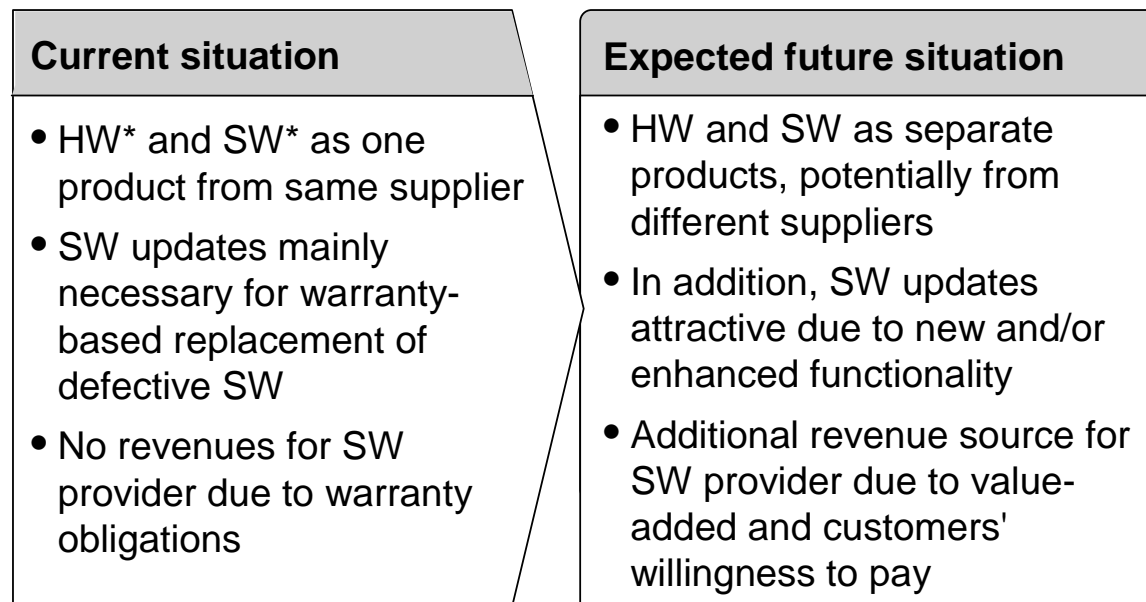 Current situation
• HW* and SW* as one
product from same supplier
• SW updates mainly
necessary for warranty-
based replacement of
defective SW
• No revenues for SW
provider due to warranty
obligations
Expected future situation
• HW and SW as separate
products, potentially from
different suppliers
• In addition, SW updates
attractive due to new and/or
enhanced functionality
• Additional revenue source for
SW provider due to value-
added and customers'
willingness to pay